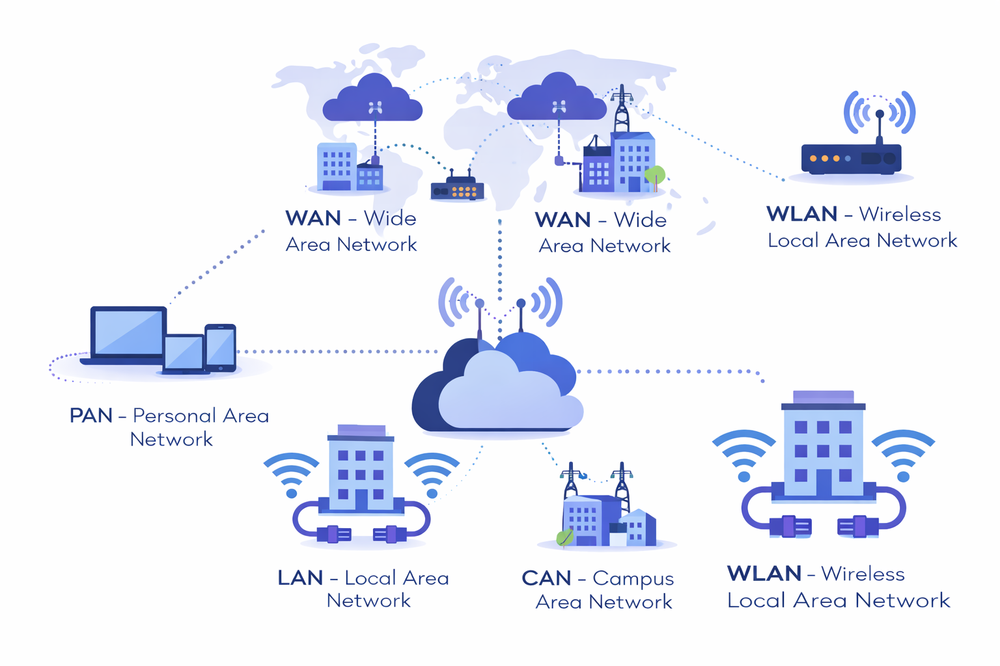 WAN – Wide
Area Network
WAN – Wide
Area Network
WLAN – Wireless
Local Area Network
PAN – Personal Area
Network
LAN – Local Area
Network
CAN – Campus
Area Network
WLAN – Wireless
Local Area Network